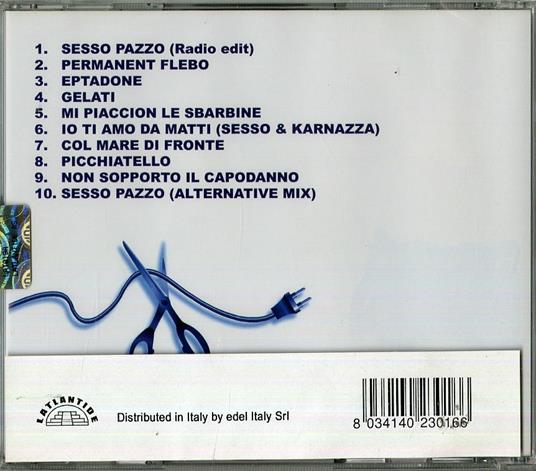 1. SESSO PAZZO (Radio edit)
2. PERMANENT FLEBO
3. EPTADONE
4. GELATI
5. MI PIACCION LE SBARBINE
6. IO TI AMO DA MATTI (SESSO & KARNAZZA)
7. COL MARE DI FRONTE
8. PICCHIATELLO
9. NON SOPPORTO IL CAPODANNO
10. SESSO PAZZO (ALTERNATIVE MIX)
LATLANTIDE
Distributed in Italy by edel Italy Srl
8 034140 230166